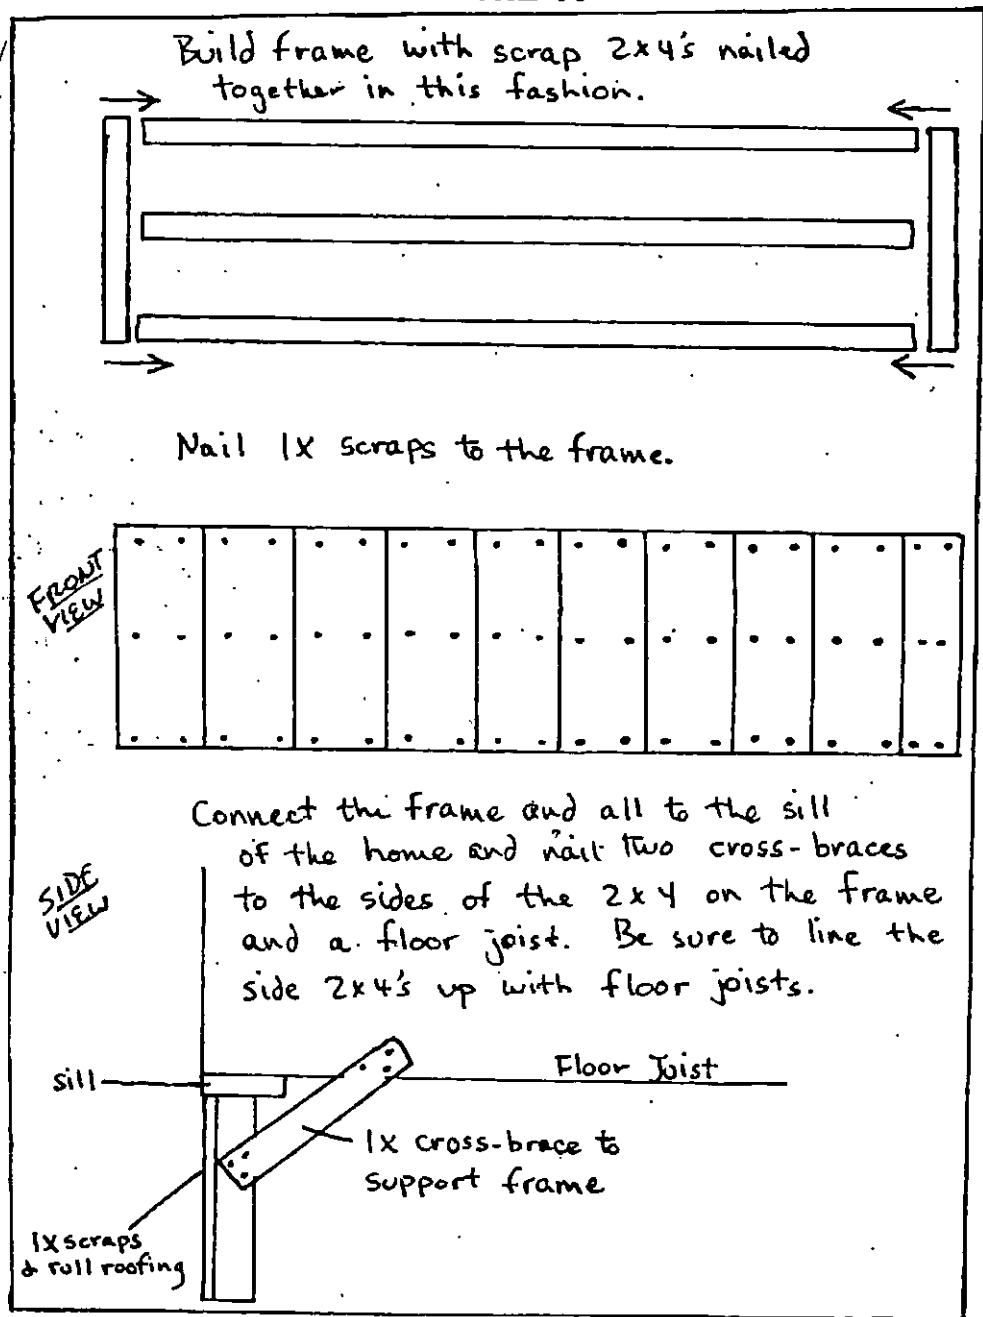 Build frame with scrap 2x4's nailed
together in this fashion.
Nail 1x scraps to the frame.
FRONT
VIEW
Connect the frame and all to the sill
of the home and nail two cross-braces
to the sides of the 2x4 on the frame
and a floor joist. Be sure to line the
side 2x4's up with floor joists.
SIDE
VIEW
sill
Floor Joist
1x cross-brace to
support frame
1x scraps
& roll roofing